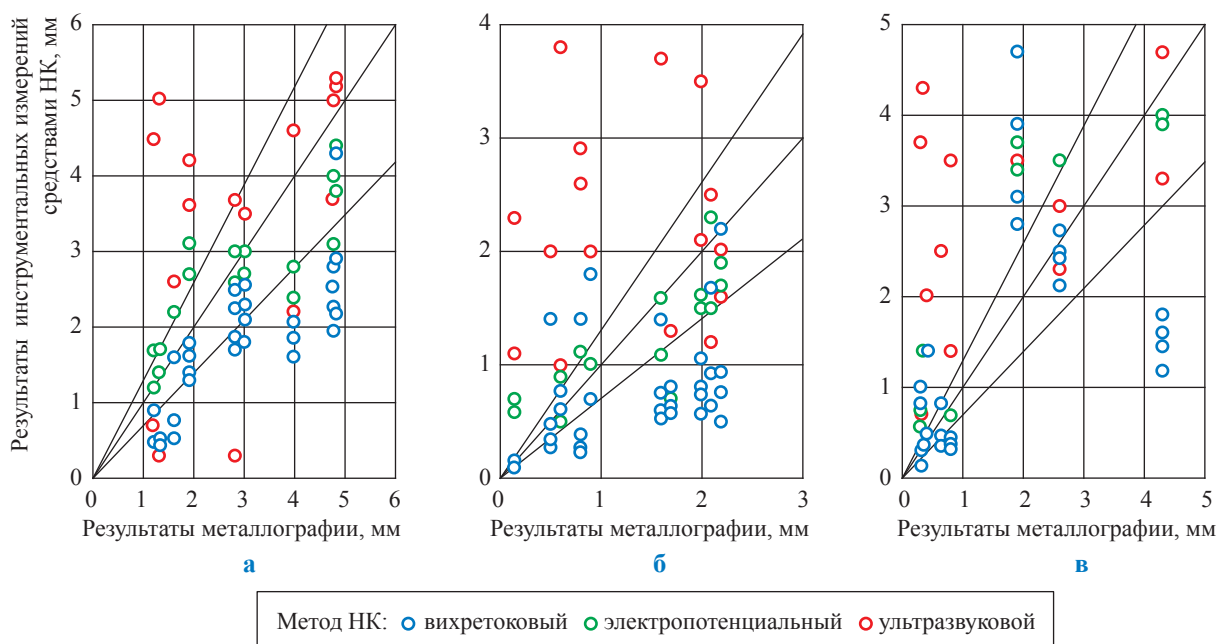 Результаты инструментальных измерений
средствами НК, мм
6
5
4
3
2
1
0
0 1 2 3 4 5 6
Результаты металлографии, мм
а
4
3
2
1
0
0 1 2 3
Результаты металлографии, мм
б
5
4
3
2
1
0
0 1 2 3 4 5
Результаты металлографии, мм
в
Метод НК: вихретоковый электропотенциальный ультразвуковой